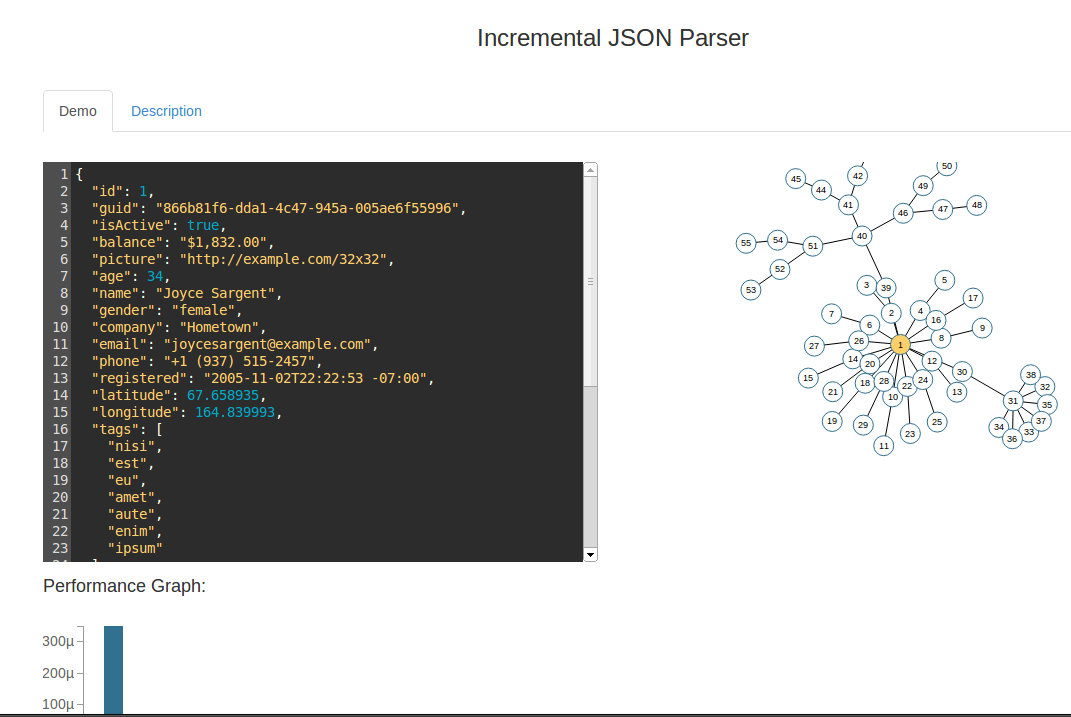 Incremental JSON Parser
Demo
Description
1 {
2 "id": 1,
3 "guid": "866b81f6-dda1-4c47-945a-005ae6f55996",
4 "isActive": true,
5 "balance": "$1,832.00",
6 "picture": "http://example.com/32x32",
7 "age": 34,
8 "name": "Joyce Sargent",
9 "gender": "female",
10 "company": "Hometown",
11 "email": "joycesargent@example.com",
12 "phone": "+1 (937) 515-2457",
13 "registered": "2005-11-02T22:22:53 -07:00",
14 "latitude": 67.658935,
15 "longitude": 164.839993,
16 "tags": [
17 "nisi",
18 "est",
19 "eu",
20 "amet",
21 "aute",
22 "enim",
23 "ipsum"
50
42
45
44
49
41
46
47
48
40
55
54
51
52
53
3
39
5
17
7
2
4
16
6
9
27
26
1
8
14
20
12
30
15
18
28
22
24
38
32
21
10
13
31
35
19
29
23
25
34
33
37
36
11
Performance Graph:
300µ
200µ
100µ